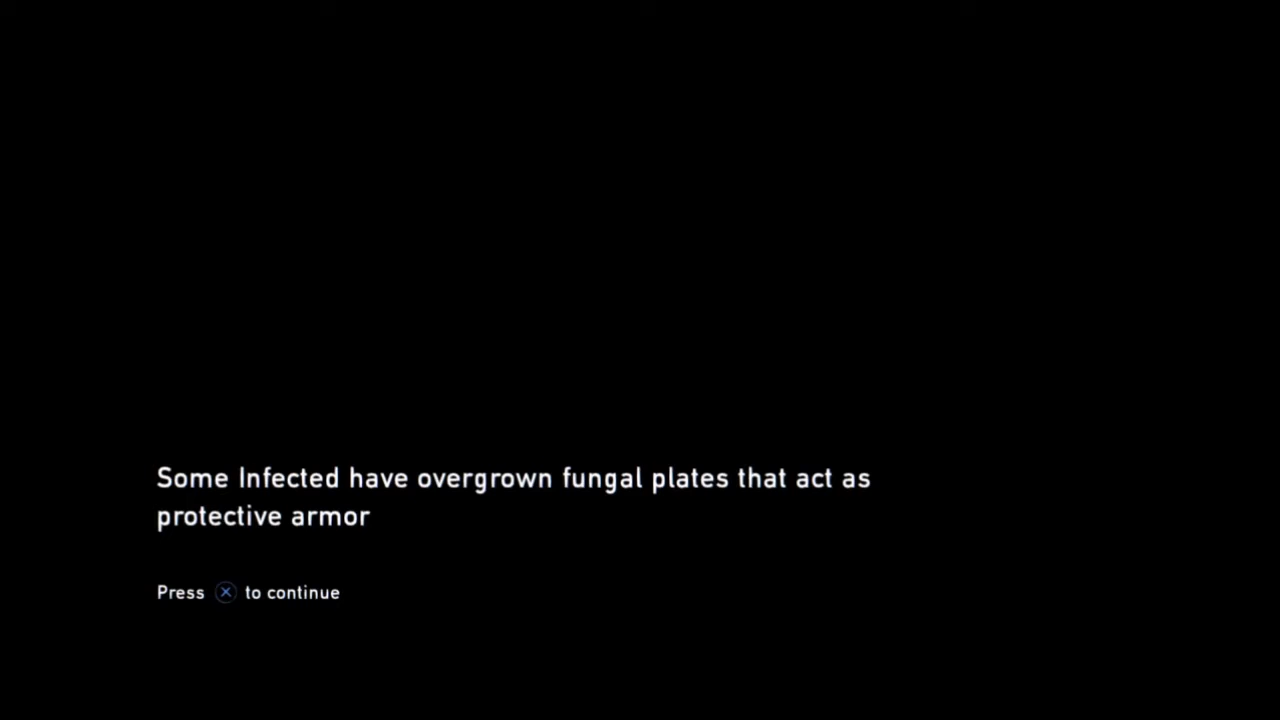 Some Infected have overgrown fungal plates that act as
protective armor
Press ⓧ to continue